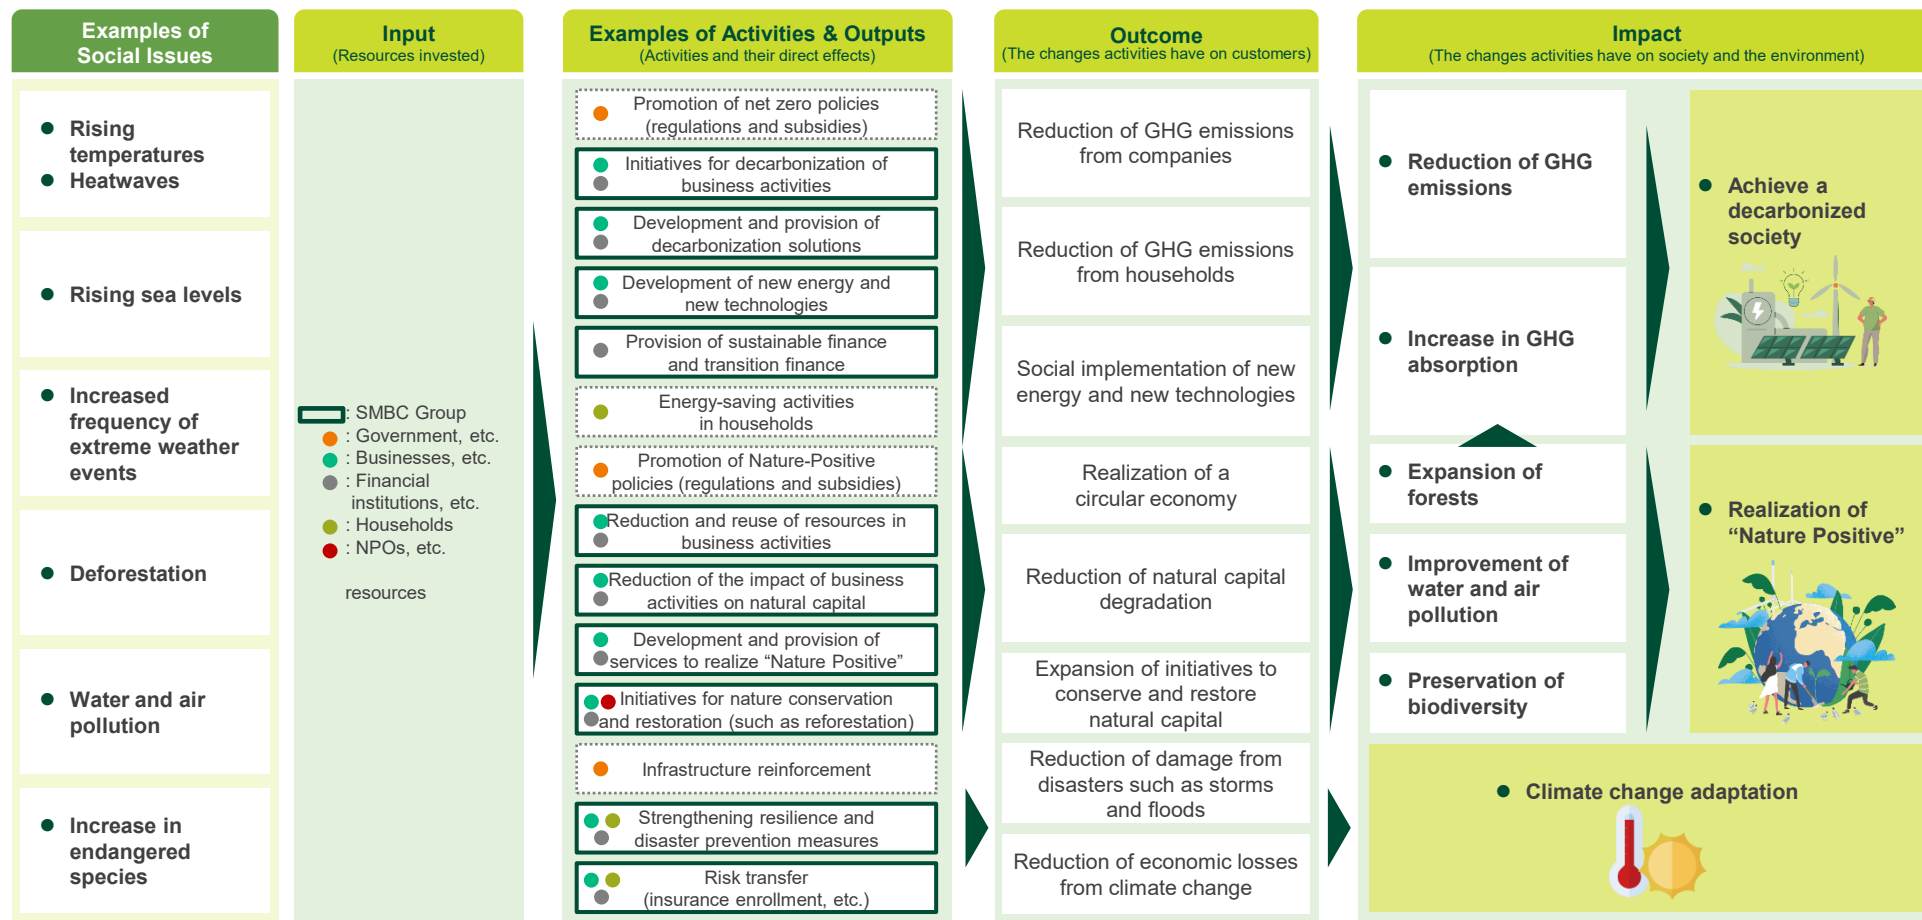 Examples of
Social Issues
Input
(Resources invested)
Examples of Activities & Outputs
(Activities and their direct effects)
Outcome
(The changes activities have on customers)
Impact
(The changes activities have on society and the environment)
● Rising
temperatures
● Heatwaves
● Rising sea levels
● Increased
frequency of
extreme weather
events
● Deforestation
● Water and air
pollution
● Increase in
endangered
species
: SMBC Group
: Government, etc.
: Businesses, etc.
: Financial
institutions, etc.
: Households
: NPOs, etc.
resources
Promotion of net zero policies
(regulations and subsidies)
Initiatives for decarbonization of
business activities
Development and provision of
decarbonization solutions
Development of new energy and
new technologies
Provision of sustainable finance
and transition finance
Energy-saving activities
in households
Promotion of Nature-Positive
policies (regulations and subsidies)
Reduction and reuse of resources in
business activities
Reduction of the impact of business
activities on natural capital
Development and provision of
services to realize “Nature Positive”
Initiatives for nature conservation
and restoration (such as reforestation)
Infrastructure reinforcement
Strengthening resilience and
disaster prevention measures
Risk transfer
(insurance enrollment, etc.)
Reduction of GHG emissions
from companies
Reduction of GHG emissions
from households
Social implementation of new
energy and new technologies
Realization of a
circular economy
Reduction of natural capital
degradation
Expansion of initiatives to
conserve and restore
natural capital
Reduction of damage from
disasters such as storms
and floods
Reduction of economic losses
from climate change
● Reduction of GHG
emissions
● Increase in GHG
absorption
● Expansion of
forests
● Improvement of
water and air
pollution
● Preservation of
biodiversity
● Achieve a
decarbonized
society
● Realization of
“Nature Positive”
● Climate change adaptation